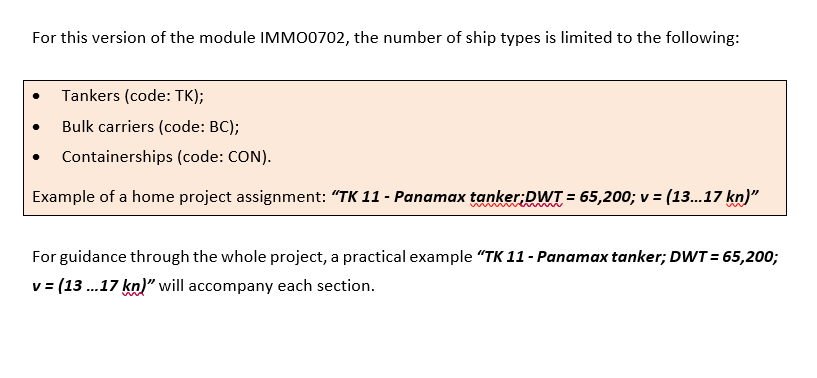 For this version of the module IMMO0702, the number of ship types is limited to the following:
• Tankers (code: TK);
• Bulk carriers (code: BC);
• Containerships (code: CON).
Example of a home project assignment: “TK 11 - Panamax tanker;DWT = 65,200; v = (13...17 kn)”
For guidance through the whole project, a practical example “TK 11 - Panamax tanker; DWT = 65,200;
v = (13 ...17 kn)” will accompany each section.